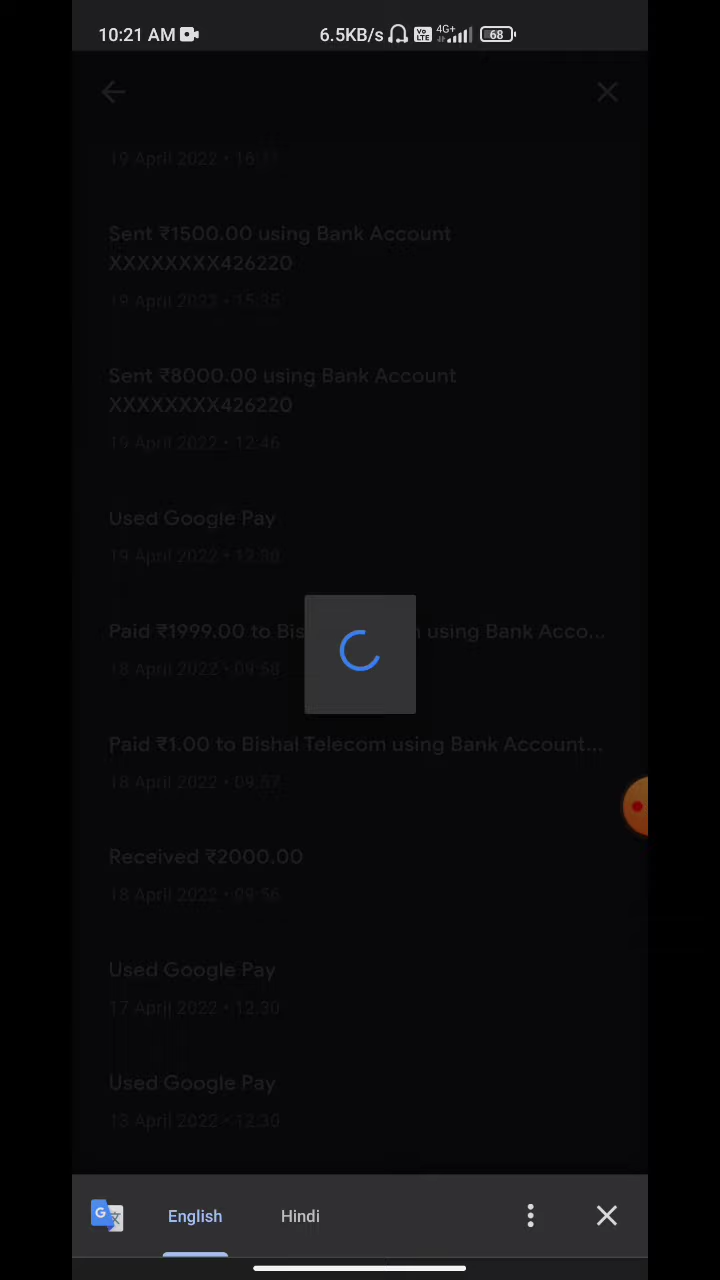 10:21 AM 6.5KB/s Vo LTE 4G+ 68
19 April 2022 • 16:
Sent ₹1500.00 using Bank Account
XXXXXXXX426220
19 April 2022 • 15:35
Sent ₹8000.00 using Bank Account
XXXXXXXX426220
19 April 2022 • 12:46
Used Google Pay
19 April 2022 •
Paid ₹1999.00 to Bis using Bank Acco...
18 April 2022 • 09:58
Paid ₹1.00 to Bishal Telecom using Bank Account...
18 April 2022 • 09:57
Received ₹2000.00
18 April 2022 • 09:56
Used Google Pay
17 April 2022 • 12:30
Used Google Pay
13 April 2022 • 12:30
G 文 English Hindi